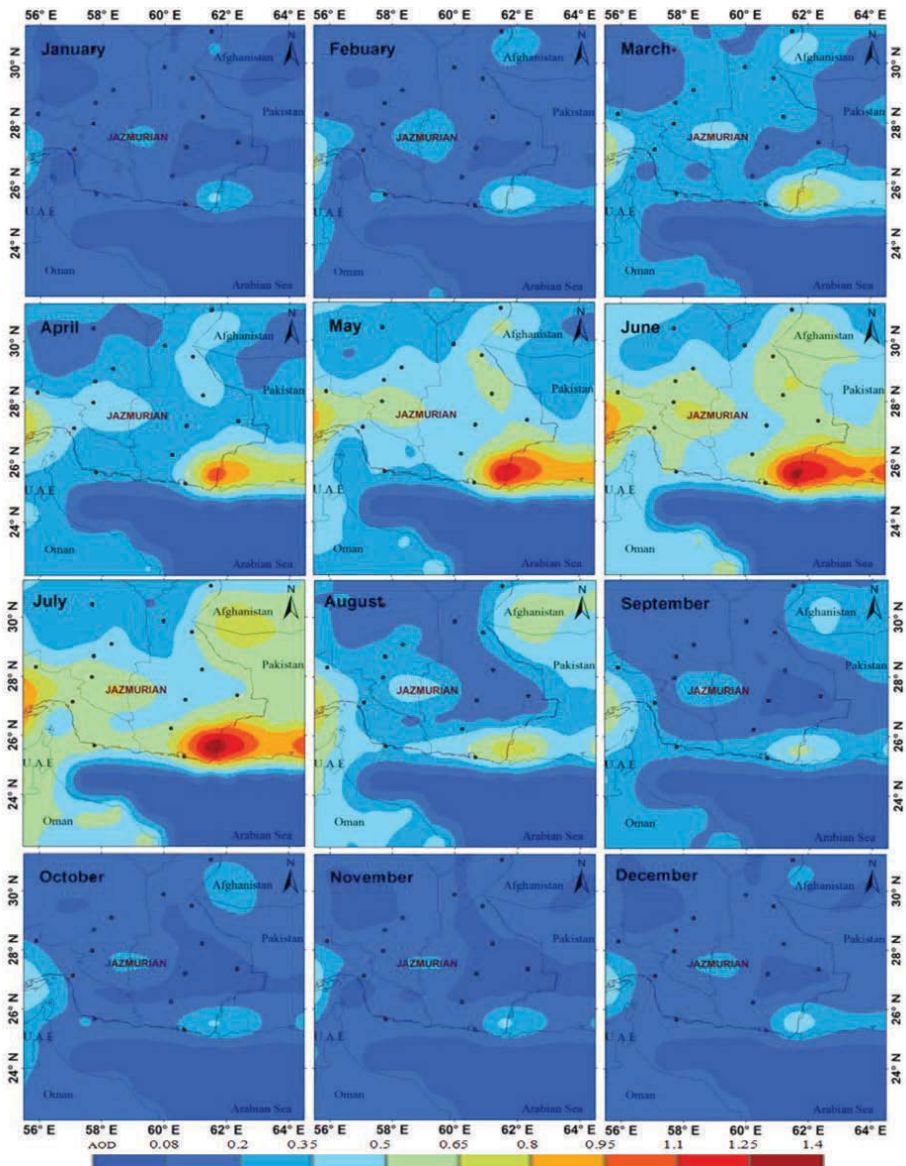 56° E 58° E 60° E 62° E 64° E 56° E 58° E 60° E 62° E 64° E 56° E 58° E 60° E 62° E 64° E
January
N
Afghanistan
Pakistan
JAZMURIAN
U.A.E
Oman
Arabian Sea
Febuary
N
Afghanistan
Pakistan
JAZMURIAN
Arabian Sea
March
N
Afghanistan
Pakistan
JAZMURIAN
U.A.E
Oman
Arabian Sea
30° N 30° N
28° N 28° N
26° N 26° N
24° N 24° N
April
N
Afghanistan
Pakistan
JAZMURIAN
U.A.E
Oman
Arabian Sea
May
N
Afghanistan
Pakistan
JAZMURIAN
U.A.E
Oman
Arabian Sea
June
N
Afghanistan
Pakistan
JAZMURIAN
U.A.E
Oman
Arabian Sea
30° N 30° N
28° N 28° N
26° N 26° N
24° N 24° N
July
N
Afghanistan
Pakistan
JAZMURIAN
U.A.E
Oman
Arabian Sea
August
N
Afghanistan
Pakistan
JAZMURIAN
U.A.E
Oman
Arabian Sea
September
N
Afghanistan
Pakistan
JAZMURIAN
U.A.E
Oman
Arabian Sea
30° N 30° N
28° N 28° N
26° N 26° N
24° N 24° N
October
N
Afghanistan
Pakistan
JAZMURIAN
U.A.E
Oman
Arabian Sea
November
N
Afghanistan
Pakistan
JAZMURIAN
U.A.E
Oman
Arabian Sea
December
N
Afghanistan
Pakistan
JAZMURIAN
U.A.E
Oman
Arabian Sea
30° N 30° N
28° N 28° N
26° N 26° N
24° N 24° N
56° E 58° E 60° E 62° E 64° E 56° E 58° E 60° E 62° E 64° E 56° E 58° E 60° E 62° E 64° E
AOD 0.08 0.2 0.35 0.5 0.65 0.8 0.95 1.1 1.25 1.4